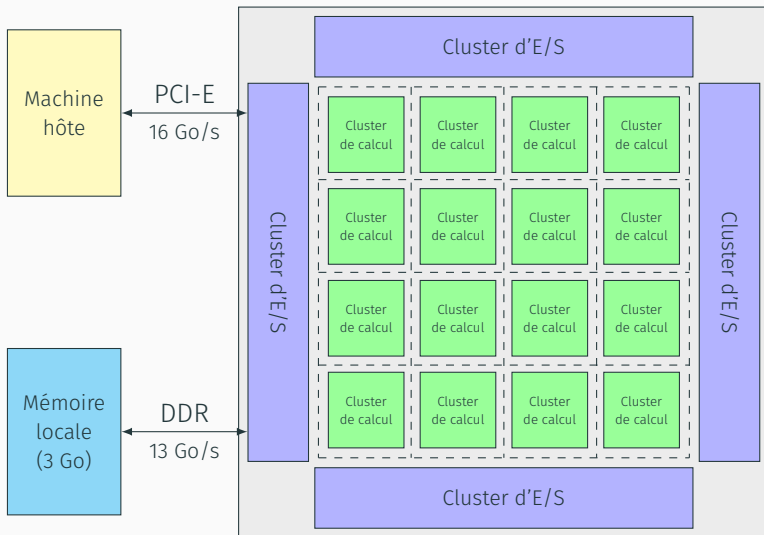 Cluster d'E/S
Machine
hôte
PCI-E
16 Go/s
Cluster d'E/S
Cluster
de calcul
Cluster
de calcul
Cluster
de calcul
Cluster
de calcul
Cluster
de calcul
Cluster
de calcul
Cluster
de calcul
Cluster
de calcul
Cluster
de calcul
Cluster
de calcul
Cluster
de calcul
Cluster
de calcul
Cluster
de calcul
Cluster
de calcul
Cluster
de calcul
Cluster
de calcul
Cluster d'E/S
Mémoire
locale
(3 Go)
DDR
13 Go/s
Cluster d'E/S